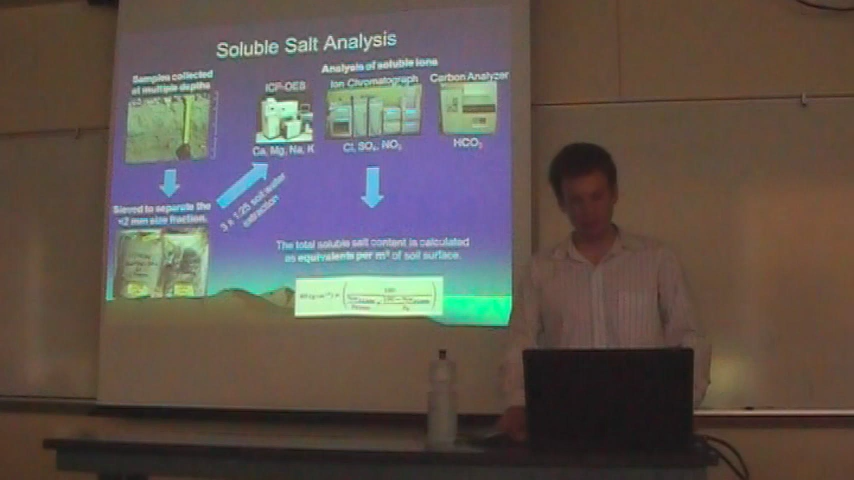 Soluble Salt Analysis
Samples collected
at multiple depths
Analysis of soluble ions
ICP-OES
Ion Chromatograph
Carbon Analyzer
Ca, Mg, Na, K
Cl, SO₄, NO₃
HCO₃
Sieved to separate the
<2 mm size fraction.
3 x 1:25 soil:water
extraction
The total soluble salt content is calculated
as equivalents per m² of soil surface.